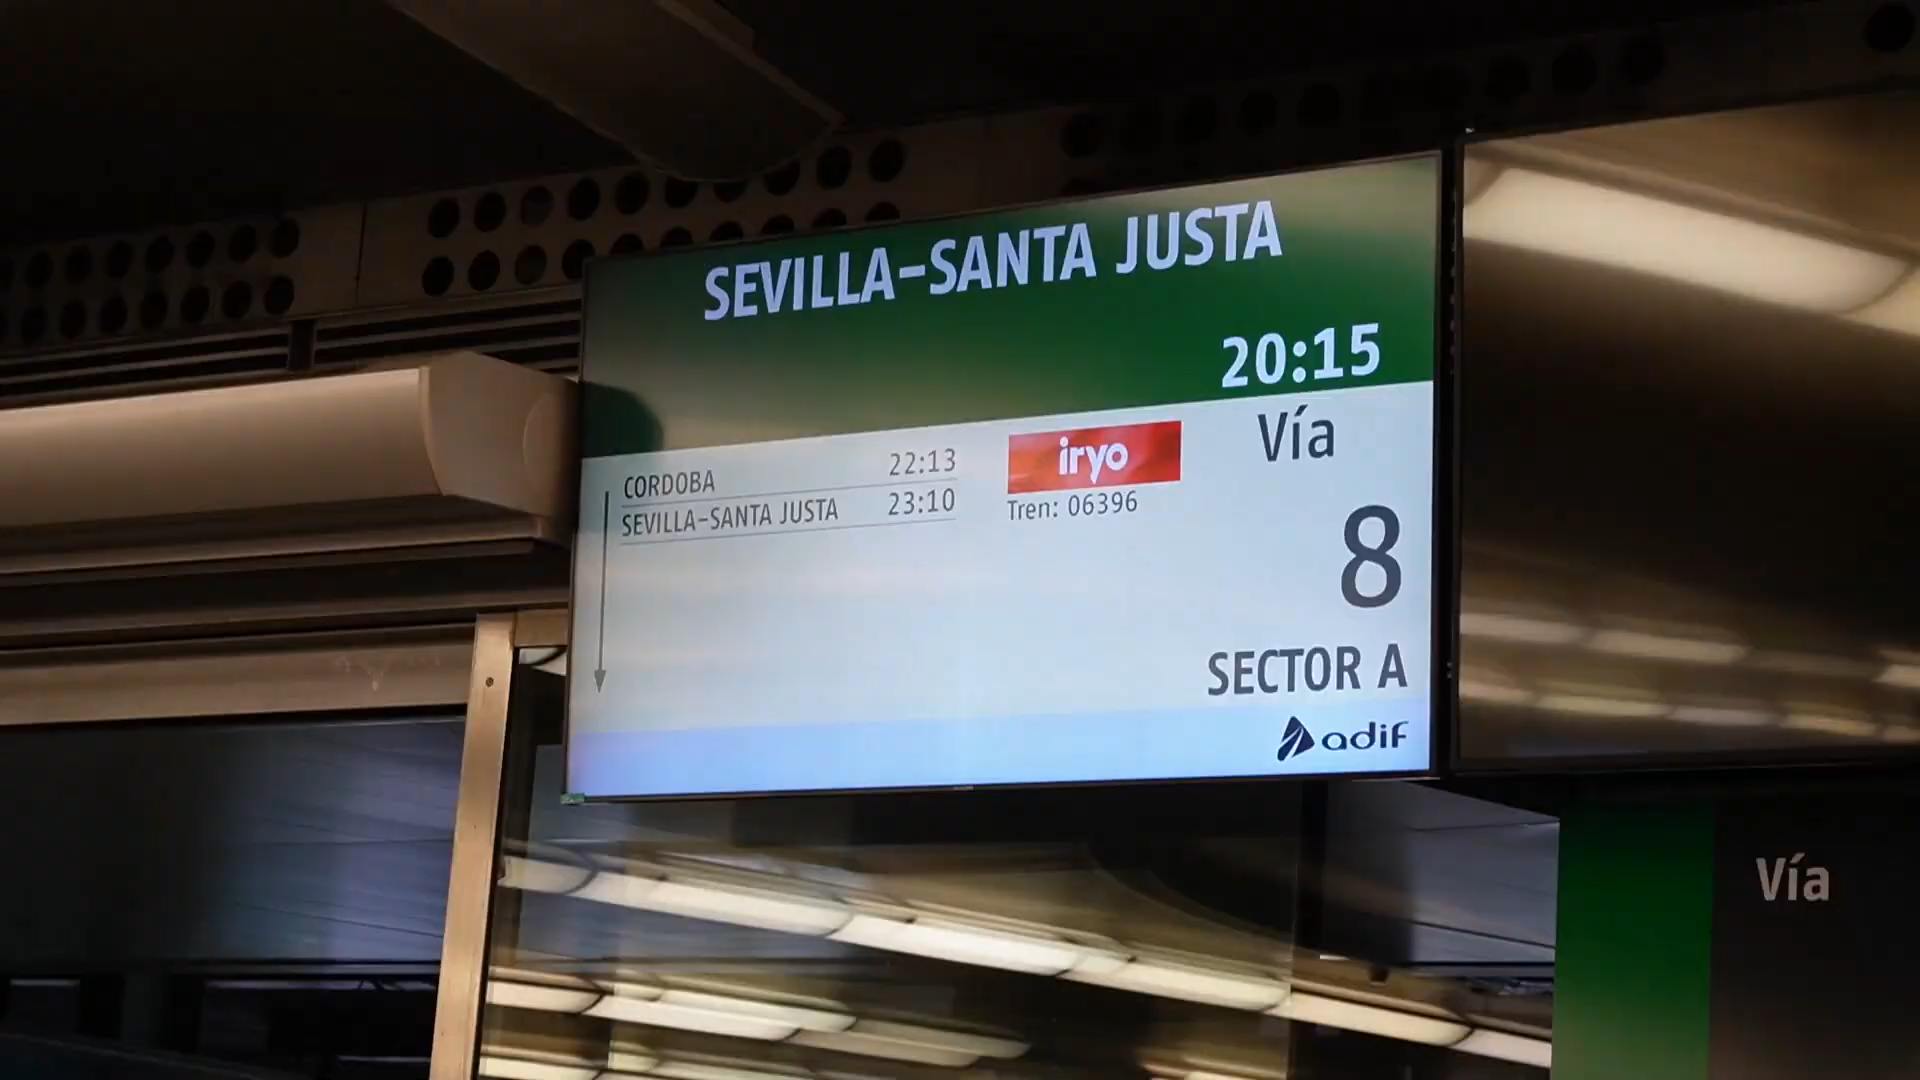 SEVILLA-SANTA JUSTA
20:15
CORDOBA 22:13
SEVILLA-SANTA JUSTA 23:10
iryo
Tren: 06396
Vía
8
SECTOR A
adif
Vía